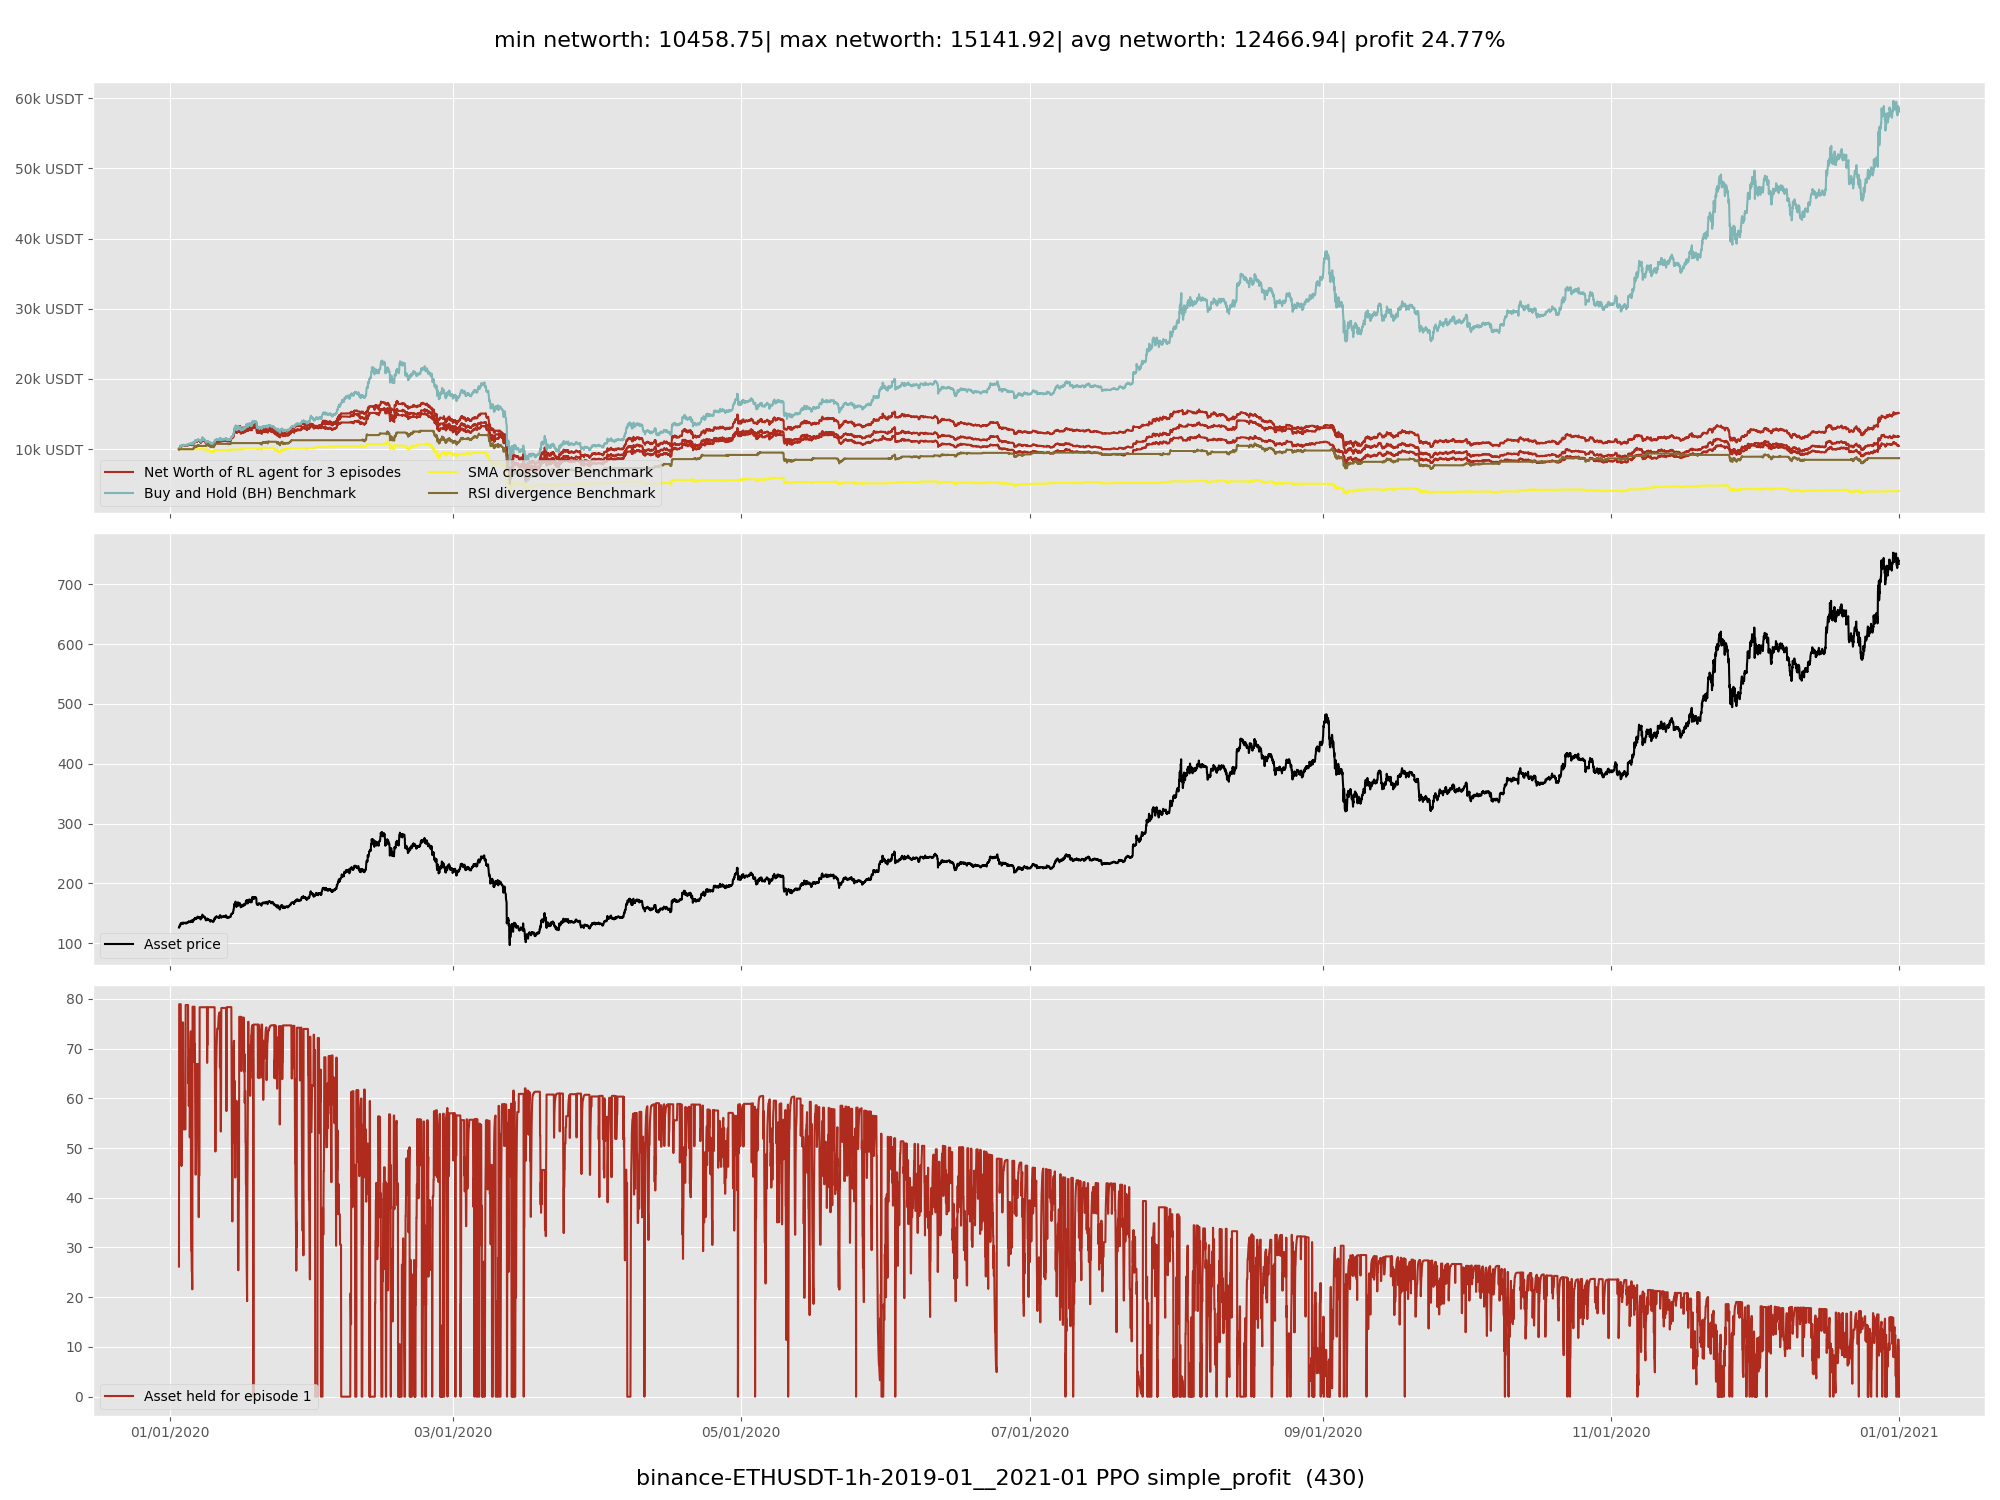 min networth: 10458.75| max networth: 15141.92| avg networth: 12466.94| profit 24.77%
60k USDT
50k USDT
40k USDT
30k USDT
20k USDT
10k USDT
Net Worth of RL agent for 3 episodes
Buy and Hold (BH) Benchmark
SMA crossover Benchmark
RSI divergence Benchmark
700
600
500
400
300
200
100
Asset price
80
70
60
50
40
30
20
10
0
Asset held for episode 1
01/01/2020
03/01/2020
05/01/2020
07/01/2020
09/01/2020
11/01/2020
01/01/2021
binance-ETHUSDT-1h-2019-01__2021-01 PPO simple_profit  (430)